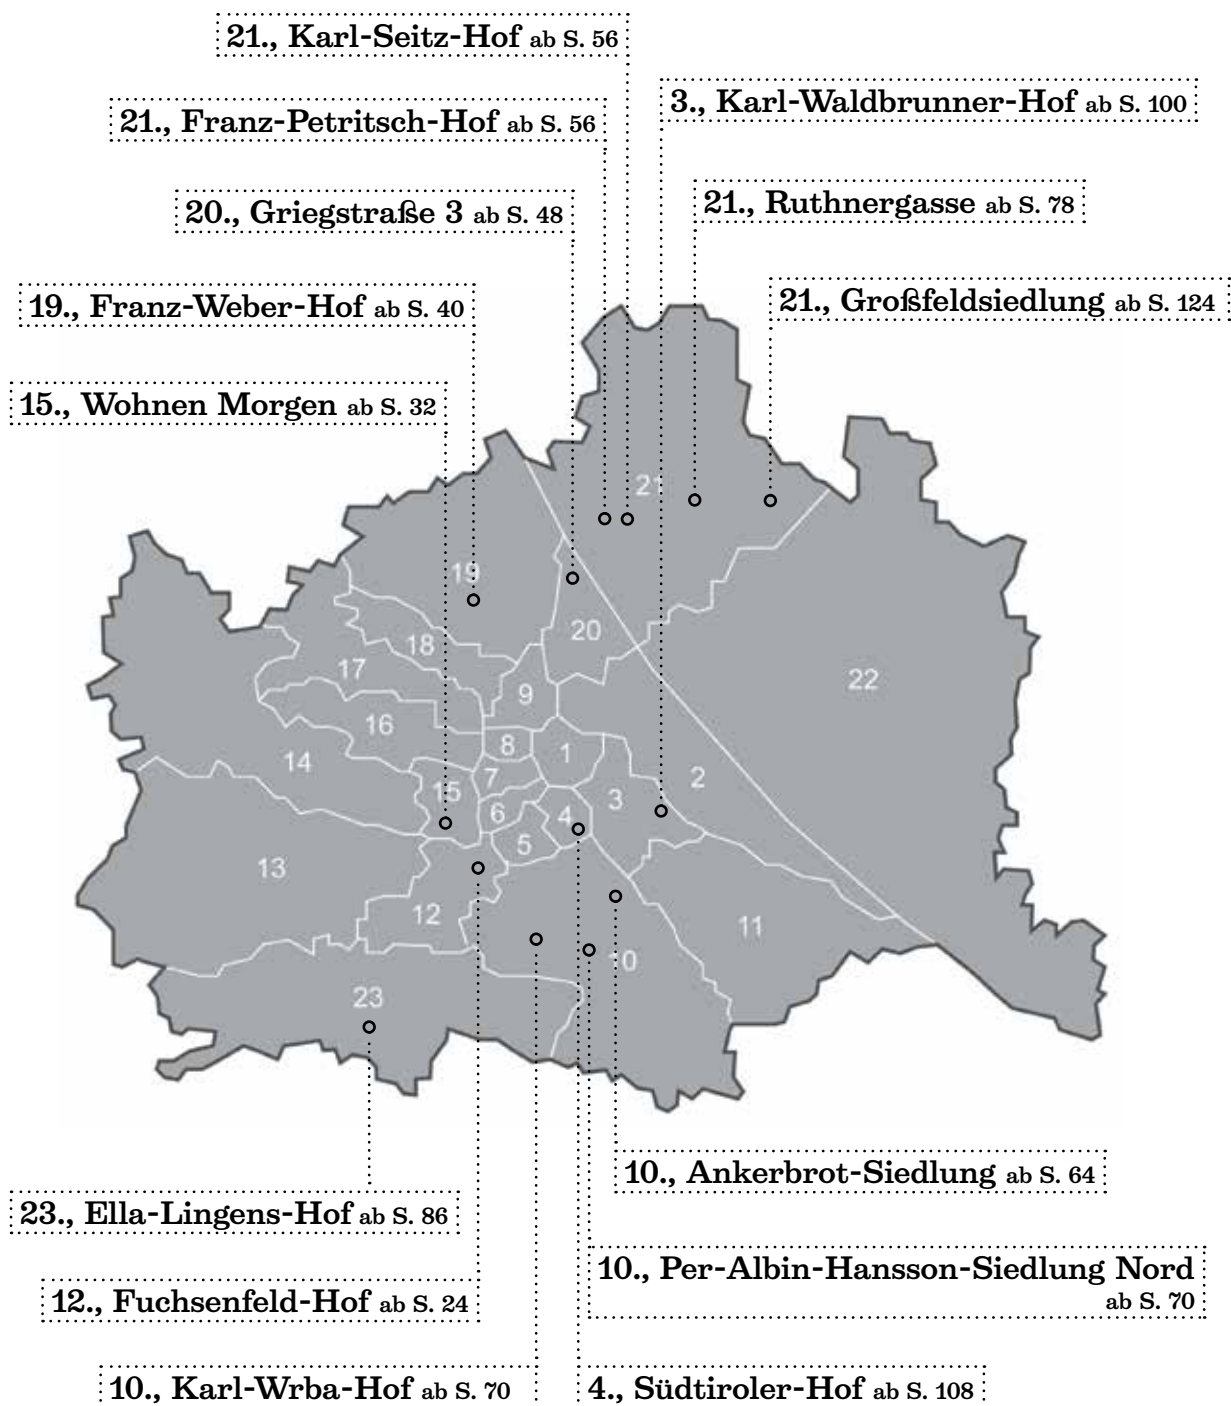 21., Karl-Seitz-Hof ab S. 56
3., Karl-Waldbrunner-Hof ab S. 100
21., Franz-Petritsch-Hof ab S. 56
21., Ruthnergasse ab S. 78
20., Griegstraße 3 ab S. 48
19., Franz-Weber-Hof ab S. 40
21., Großfeldsiedlung ab S. 124
15., Wohnen Morgen ab S. 32
21
19
20
18
17
22
9
16
8
1
14
7
2
15
3
6
4
5
13
12
11
10
23
10., Ankerbrot-Siedlung ab S. 64
23., Ella-Lingens-Hof ab S. 86
10., Per-Albin-Hansson-Siedlung Nord
ab S. 70
12., Fuchsenfeld-Hof ab S. 24
10., Karl-Wrba-Hof ab S. 70
4., Südtiroler-Hof ab S. 108